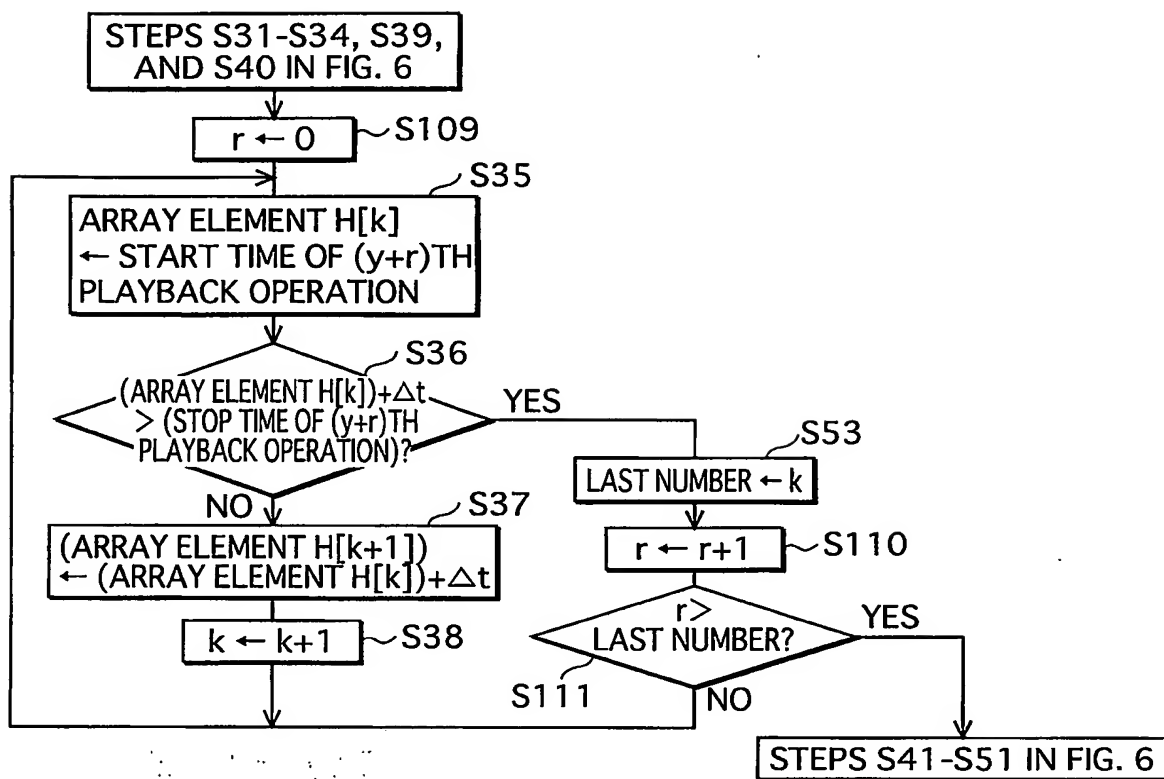 STEPS S31-S34, S39,
AND S40 IN FIG. 6
r ← 0
S109
S35
ARRAY ELEMENT H[k]
← START TIME OF (y+r)TH
PLAYBACK OPERATION
S36
(ARRAY ELEMENT H[k])+△t
> (STOP TIME OF (y+r)TH
PLAYBACK OPERATION)?
YES
NO
S37
(ARRAY ELEMENT H[k+1])
← (ARRAY ELEMENT H[k])+△t
k ← k+1
S38
S53
LAST NUMBER ← k
r ← r+1
S110
r>
LAST NUMBER?
YES
S111
NO
STEPS S41-S51 IN FIG. 6